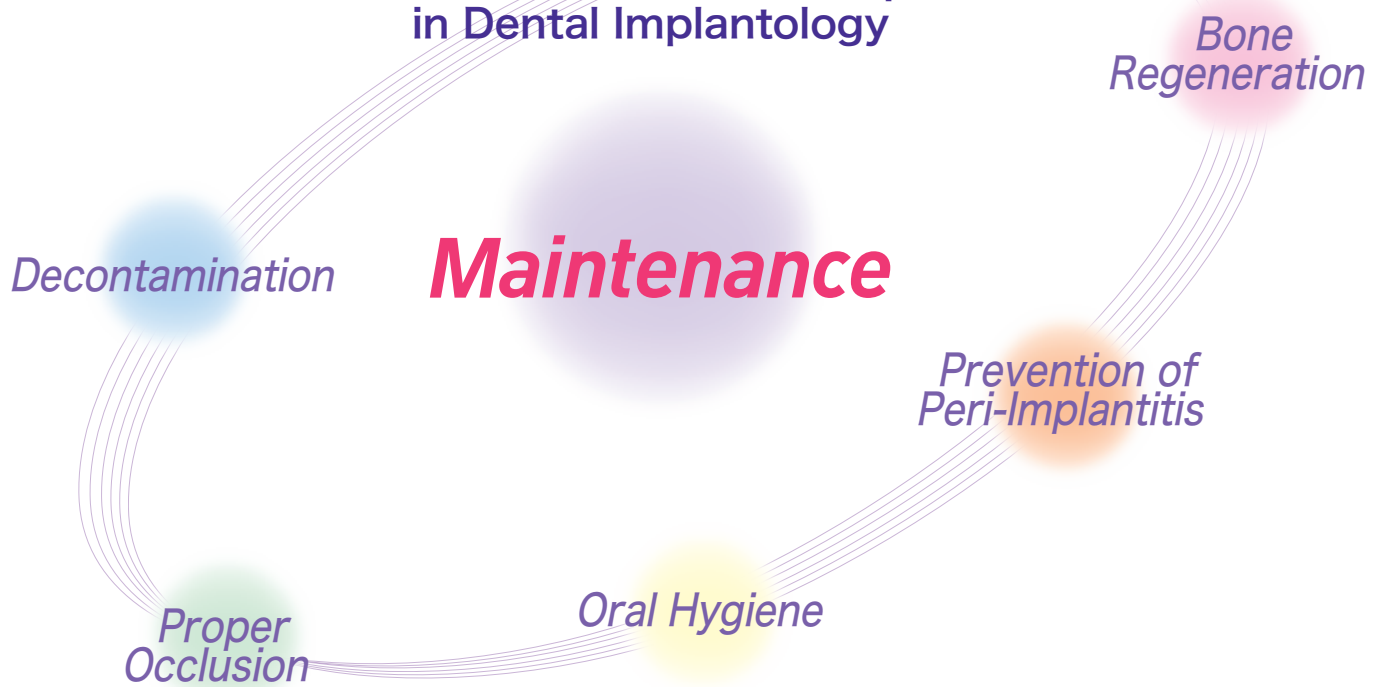 in Dental Implantology
Bone
Regeneration
Decontamination
Maintenance
Prevention of
Peri-Implantitis
Oral Hygiene
Proper
Occlusion